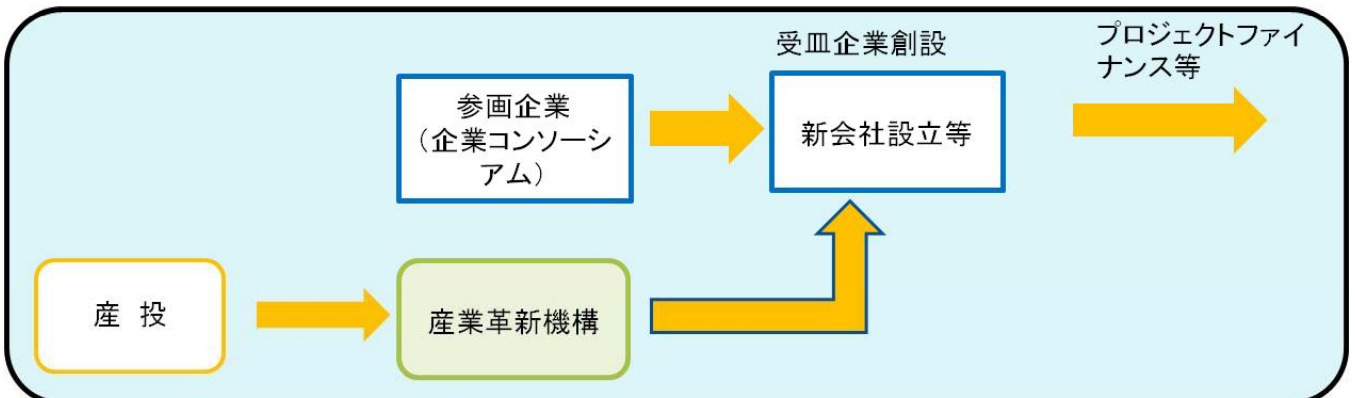 受皿企業創設
プロジェクトファイ
ナンス等
参画企業
（企業コンソーシ
アム）
新会社設立等
産 投
産業革新機構